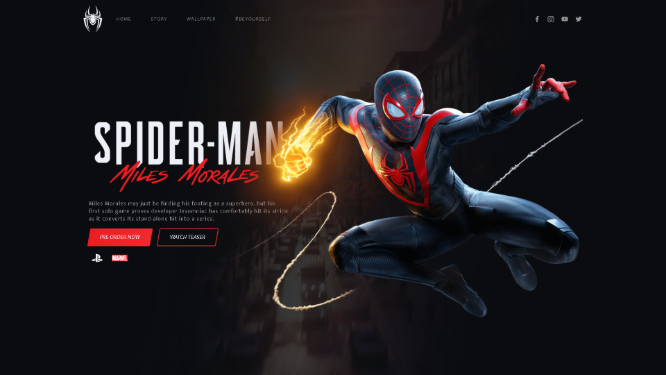 HOME STORY WALLPAPER #BEYOURSELF
SPIDER-MAN
MILES MORALES
Miles Morales may just be finding his footing as a superhero, but his
first solo game proves developer Insomniac has comfortably hit its stride
as it converts its stand-alone hit into a series.
PRE-ORDER NOW WATCH TEASER
MARVEL